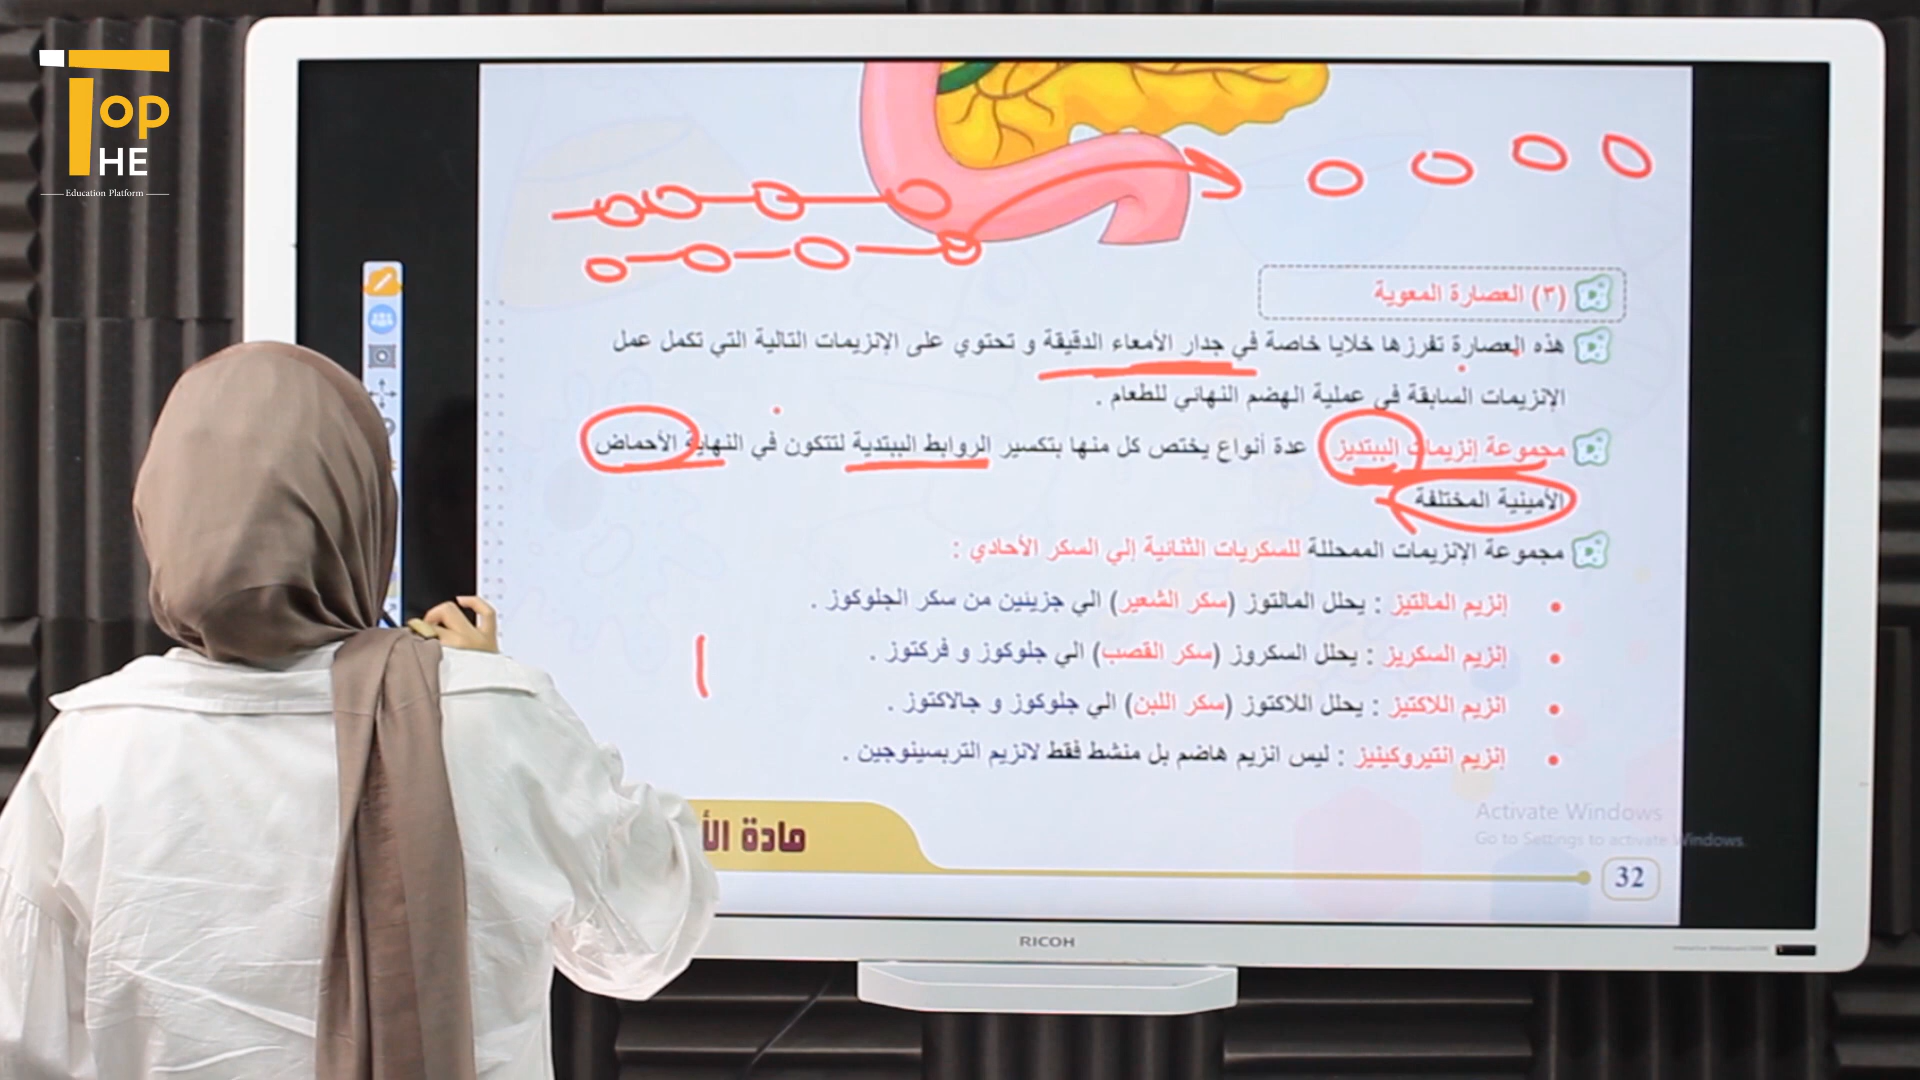 TOP
THE
Education Platform
(٣) العصارة المعوية
هذه العصارة تفرزها خلايا خاصة في جدار الأمعاء الدقيقة و تحتوي على الإنزيمات التالية التي تكمل عمل
الإنزيمات السابقة في عملية الهضم النهائي للطعام .
مجموعة إنزيمات الببتديز عدة أنواع يختص كل منها بتكسير الروابط الببتدية لتتكون في النهاية الأحماض
الأمينية المختلفة
مجموعة الإنزيمات الممحللة للسكريات الثنائية إلي السكر الأحادي :
إنزيم المالتيز : يحلل المالتوز (سكر الشعير) الي جزيئين من سكر الجلوكوز .
إنزيم السكريز : يحلل السكروز (سكر القصب) الي جلوكوز و فركتوز .
انزيم اللاكتيز : يحلل اللاكتوز (سكر اللبن) الي جلوكوز و جالاكتوز .
إنزيم انتيروكينيز : ليس انزيم هاضم بل منشط فقط لانزيم التربسينوجين .
Activate Windows
Go to Settings to activate Windows.
مادة الأ
32
RICOH